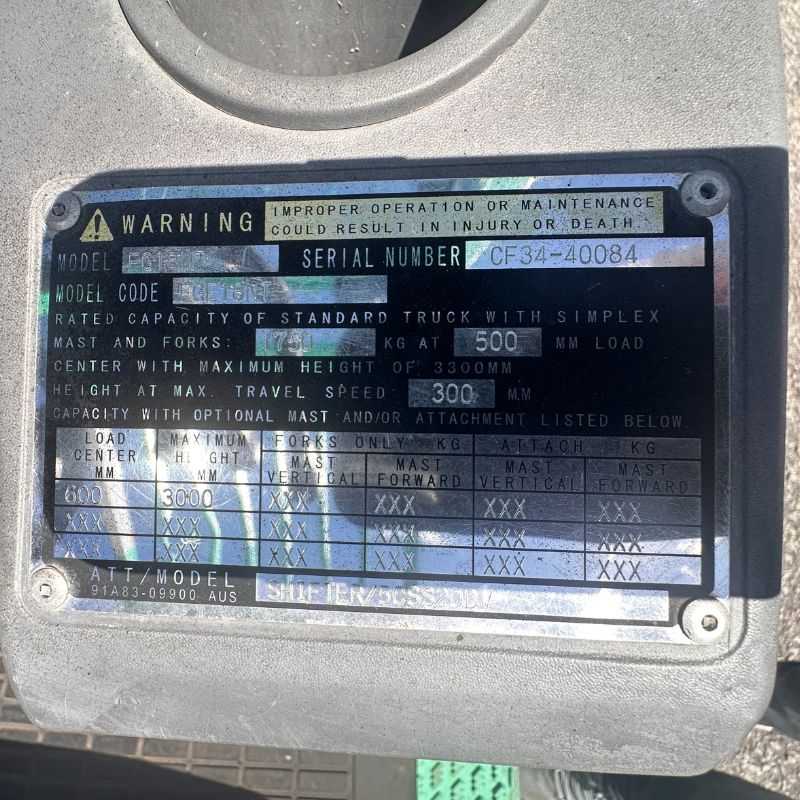 WARNING
IMPROPER OPERATION OR MAINTENANCE
COULD RESULT IN INJURY OR DEATH.
MODEL SERIAL NUMBER CF34-40084
MODEL CODE
RATED CAPACITY OF STANDARD TRUCK WITH SIMPLEX
MAST AND FORKS: 1750 KG AT 500 MM LOAD
CENTER WITH MAXIMUM HEIGHT OF 3300MM
HEIGHT AT MAX. TRAVEL SPEED 300 MM
CAPACITY WITH OPTIONAL MAST AND/OR ATTACHMENT LISTED BELOW.
LOAD CENTER MM MAXIMUM HEIGHT MM FORKS ONLY KG ATTACH KG
MAST VERTICAL MAST FORWARD MAST VERTICAL MAST FORWARD
600 3000 XXX XXX XXX XXX
XXX XXX XXX XXX XXX XXX
XXX XXX XXX XXX XXX XXX
ATT/MODEL
91A83-09900 AUS